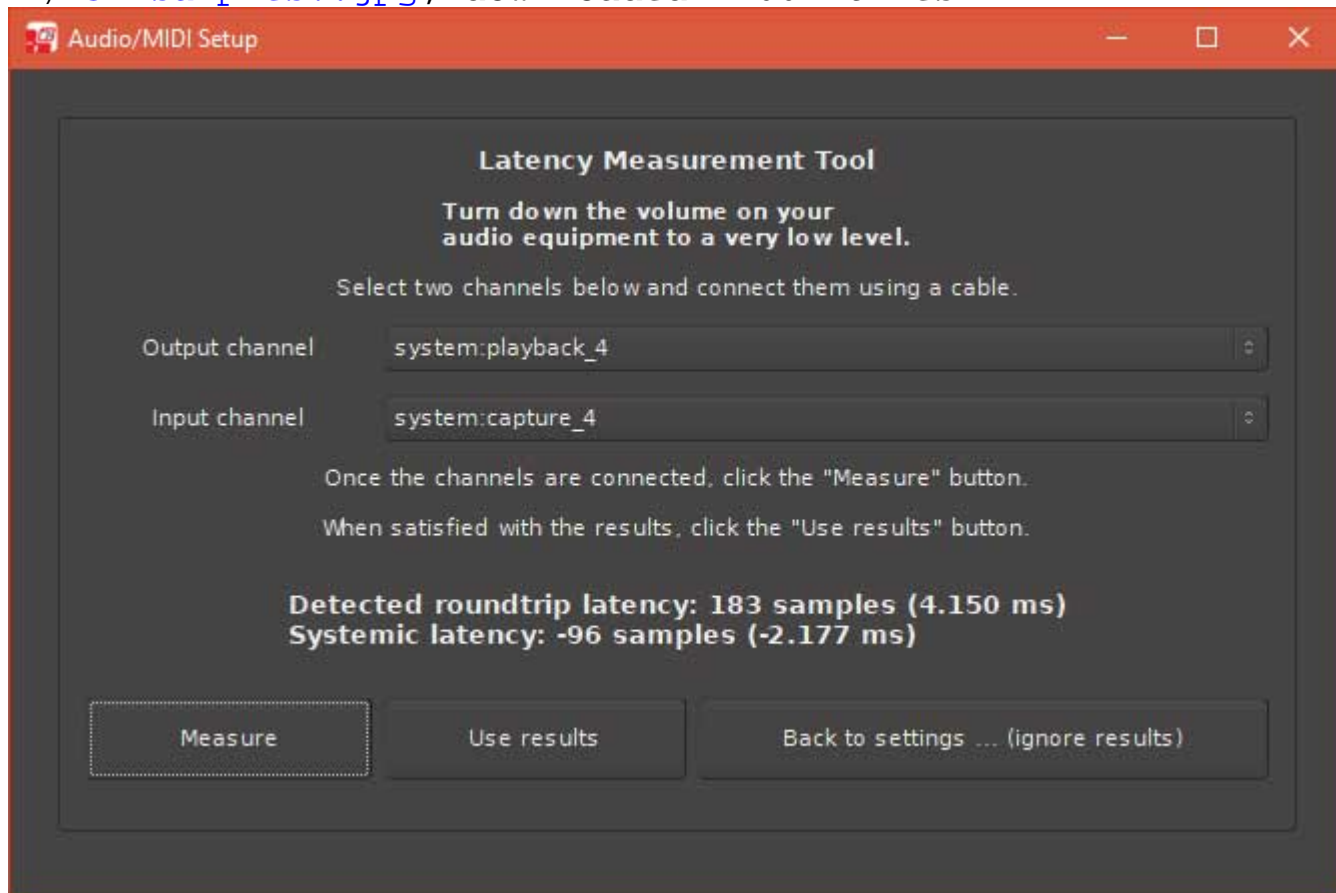 Audio/MIDI Setup
Latency Measurement Tool
Turn down the volume on your
audio equipment to a very low level.
Select two channels below and connect them using a cable.
Output channel system:playback_4
Input channel system:capture_4
Once the channels are connected, click the "Measure" button.
When satisfied with the results, click the "Use results" button.
Detected roundtrip latency: 183 samples (4.150 ms)
Systemic latency: -96 samples (-2.177 ms)
Measure Use results Back to settings ... (ignore results)